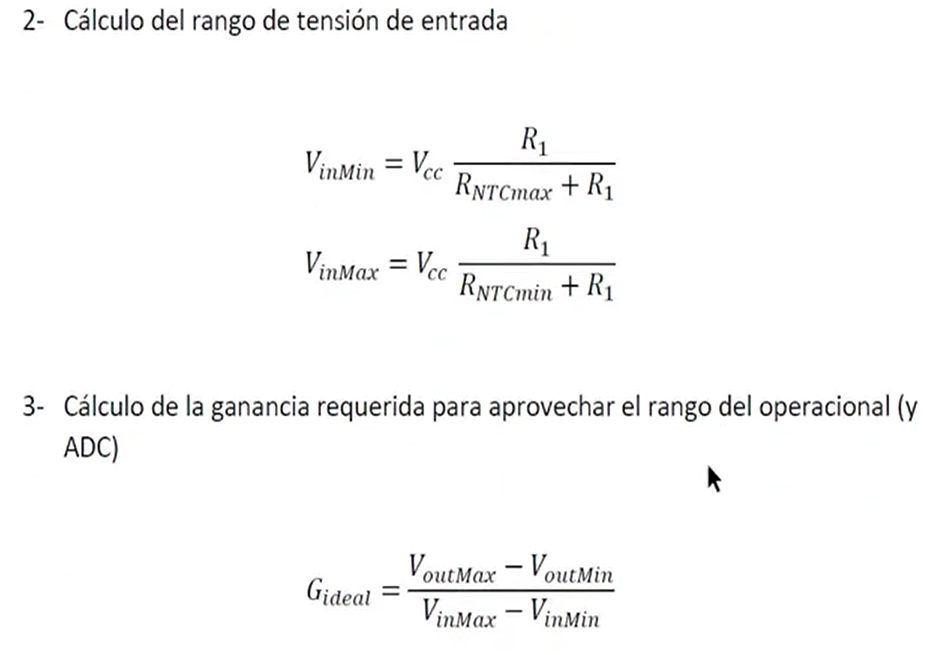 2- Cálculo del rango de tensión de entrada
V_{inMin} = V_{cc} \frac{R_1}{R_{NTCmax} + R_1}
V_{inMax} = V_{cc} \frac{R_1}{R_{NTCmin} + R_1}
3- Cálculo de la ganancia requerida para aprovechar el rango del operacional (y
ADC)
G_{ideal} = \frac{V_{outMax} - V_{outMin}}{V_{inMax} - V_{inMin}}